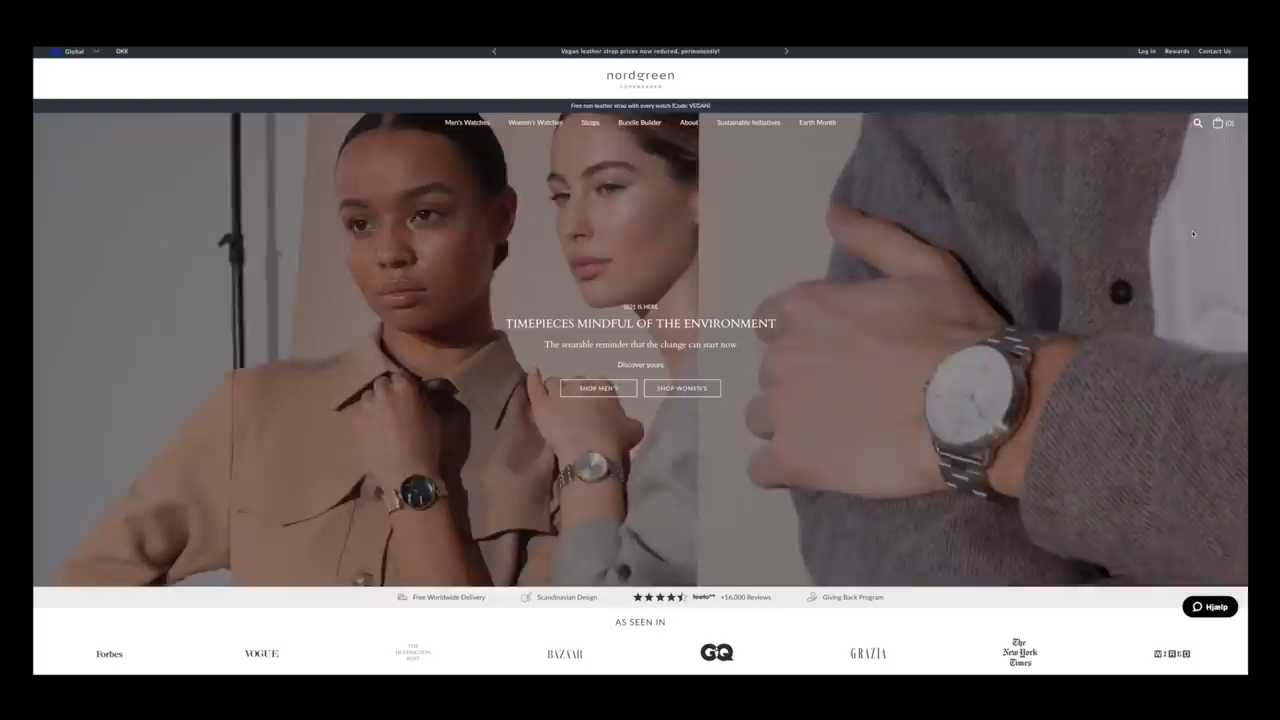 Global DKK Vegan leather strap prices now reduced, permanently! Log in Rewards Contact Us
nordgreen
COPENHAGEN
Free non-leather strap with every watch (Code: VEGAN)
Men's Watches Women's Watches Straps Bundle Builder About Sustainable Initiatives Earth Month (0)
IS HERE
TIMEPIECES MINDFUL OF THE ENVIRONMENT
The wearable reminder that the change can start now
Discover yours
SHOP MEN'S SHOP WOMEN'S
Free Worldwide Delivery Scandinavian Design feefo +16,000 Reviews Giving Back Program
Hjælp
AS SEEN IN
Forbes VOGUE THE HUFFINGTON POST BAZAAR GQ GRAZIA The New York Times WIRED